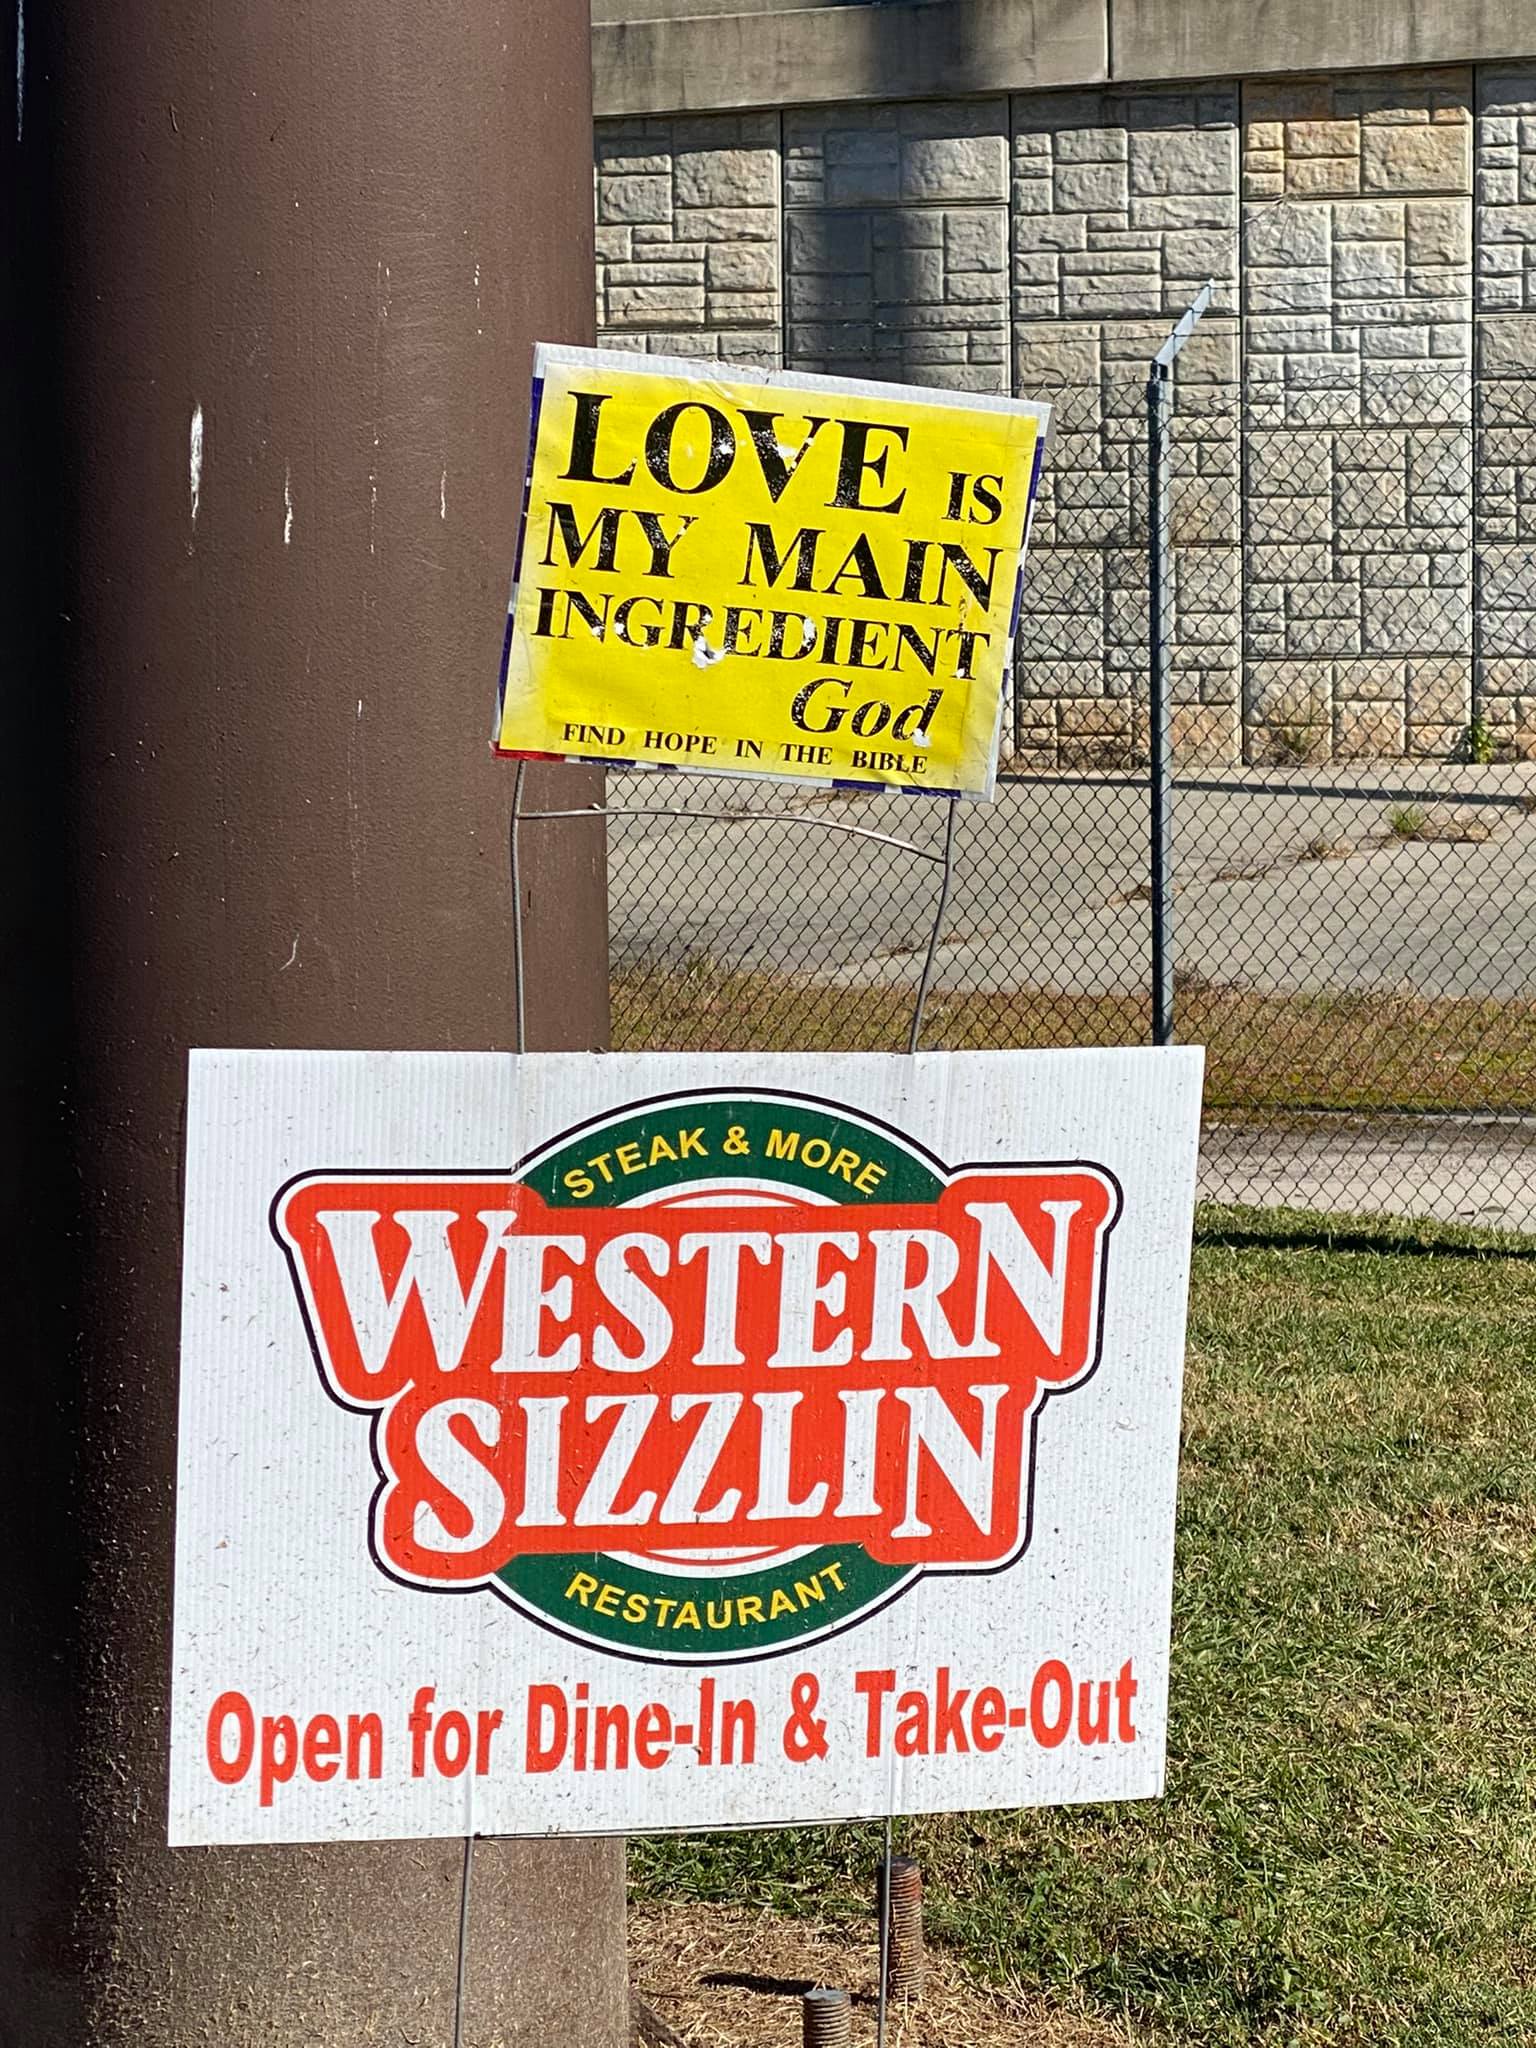 LOVE IS
MY MAIN
INGREDIENT
God
FIND HOPE IN THE BIBLE
STEAK & MORE
WESTERN
SIZZLIN
RESTAURANT
Open for Dine-In & Take-Out